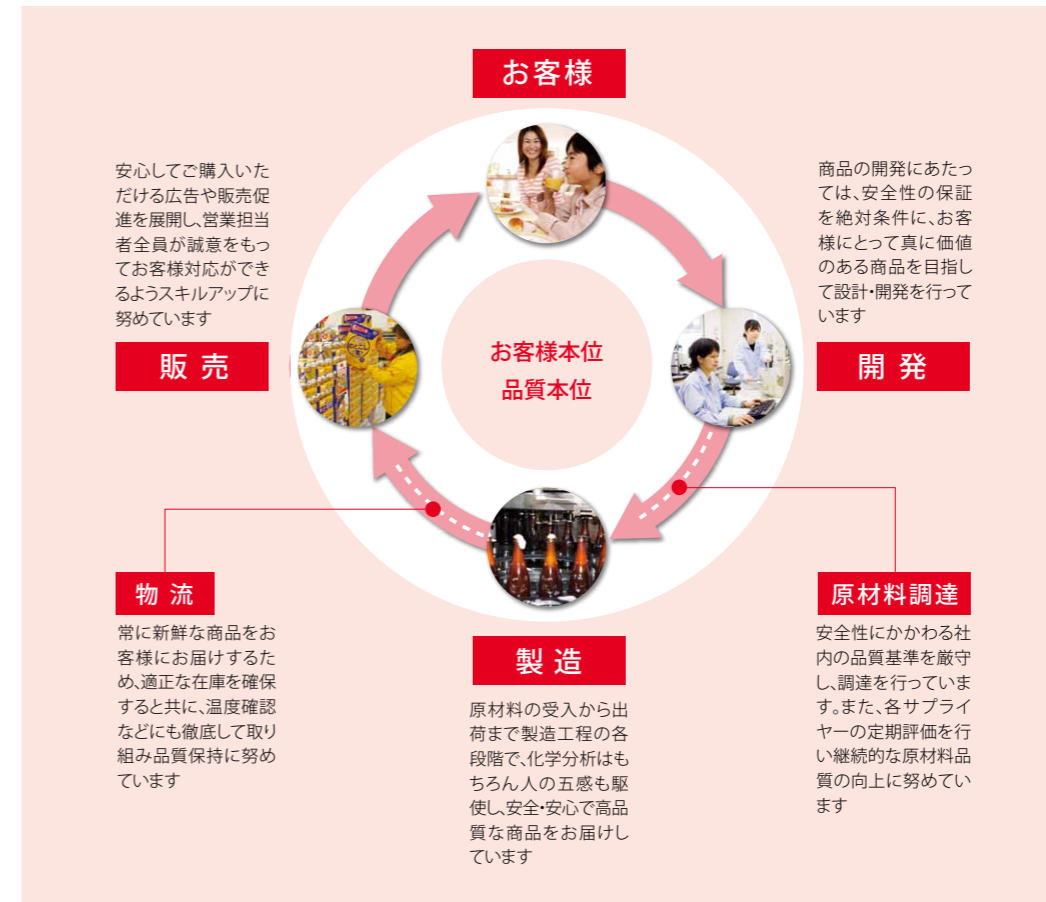 お客様
安心してご購入いた
だける広告や販売促
進を展開し、営業担当
者全員が誠意をもっ
てお客様対応ができ
るようスキルアップに
努めています
販売
商品の開発にあたっ
ては、安全性の保証
を絶対条件に、お客
様にとって真に価値
のある商品を目指し
て設計・開発を行って
います
開発
お客様本位
品質本位
物流
常に新鮮な商品をお
客様にお届けするた
め、適正な在庫を確保
すると共に、温度確認
などにも徹底して取り
組み品質保持に努め
ています
製造
原材料の受入から出
荷まで製造工程の各
段階で、化学分析はも
ちろん人の五感も駆
使し、安全・安心で高品
質な商品をお届けし
ています
原材料調達
安全性にかかわる社
内の品質基準を厳守
し、調達を行っていま
す。また、各サプライ
ヤーの定期評価を行
い継続的な原材料品
質の向上に努めてい
ます